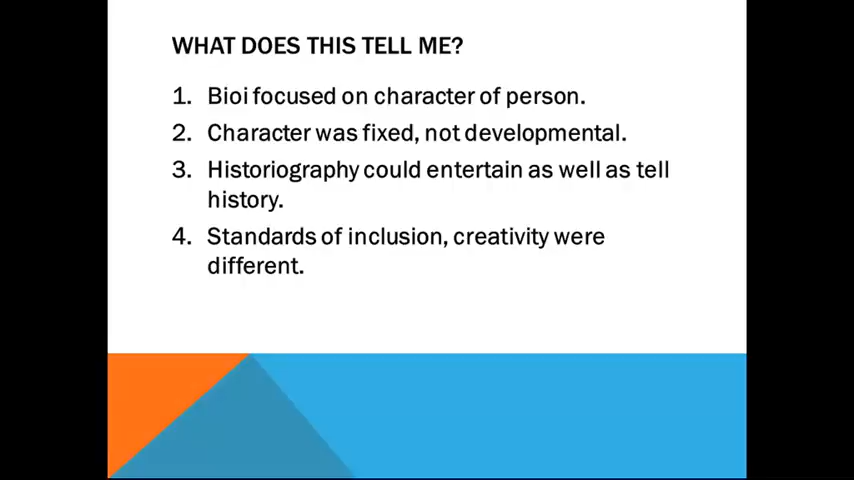 WHAT DOES THIS TELL ME?
1. Bioi focused on character of person.
2. Character was fixed, not developmental.
3. Historiography could entertain as well as tell
history.
4. Standards of inclusion, creativity were
different.